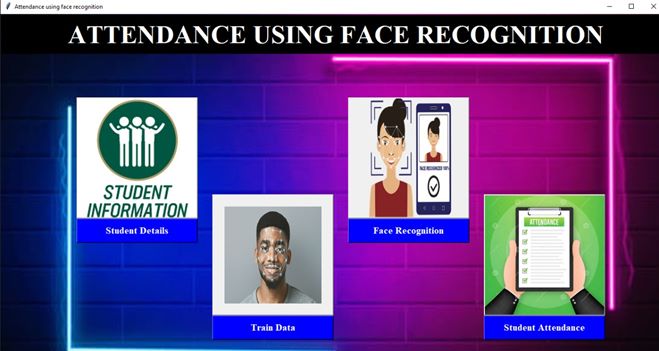 Attendance using face recognition
ATTENDANCE USING FACE RECOGNITION
STUDENT
INFORMATION
Student Details
FACE RECOGNIZED 100%
Face Recognition
Train Data
ATTENDANCE
Student Attendance